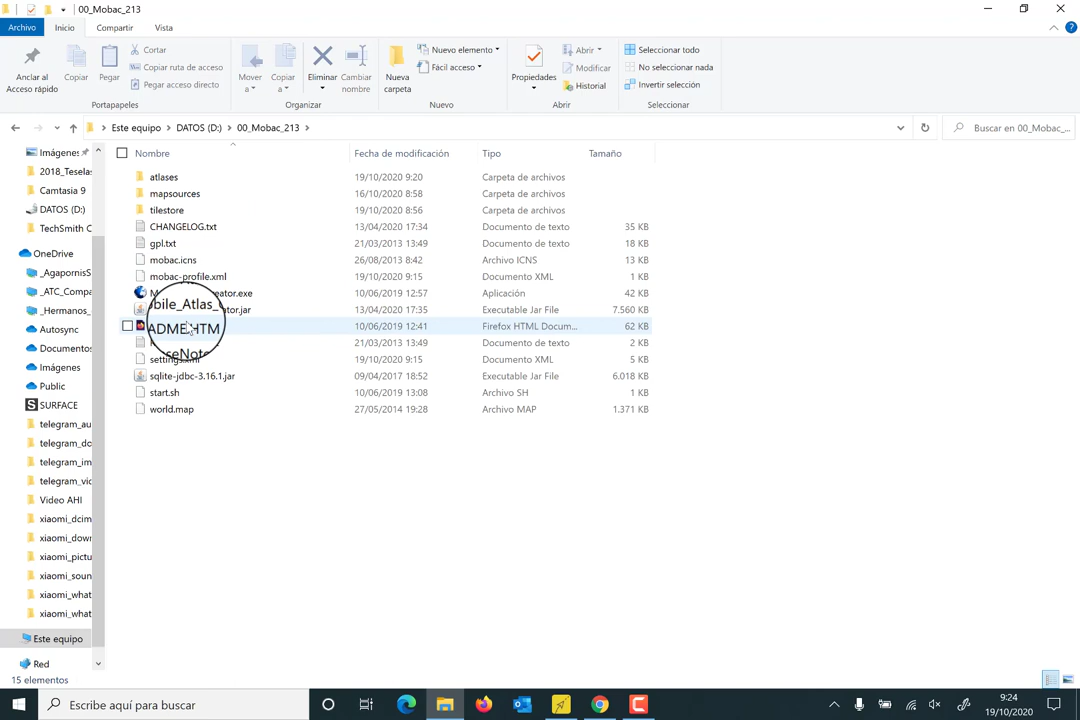 00_Mobac_213
Archivo Inicio Compartir Vista
Anclar al Acceso rápido
Copiar
Pegar
Cortar
Copiar ruta de acceso
Pegar acceso directo
Portapapeles
Mover a
Copiar a
Eliminar
Cambiar nombre
Organizar
Nueva carpeta
Nuevo elemento
Fácil acceso
Nuevo
Propiedades
Abrir
Modificar
Historial
Abrir
Seleccionar todo
No seleccionar nada
Invertir selección
Seleccionar
Este equipo DATOS (D:) 00_Mobac_213
Buscar en 00_Mobac_...
Imágenes
2018_Teselas
Camtasia 9
DATOS (D:)
TechSmith C
OneDrive
_AgapornisS
_ATC_Compa
_Hermanos_
Autosync
Documentos
Imágenes
Public
SURFACE
telegram_au
telegram_dc
telegram_im
telegram_vic
Video AHI
xiaomi_dcim
xiaomi_dow
xiaomi_pictu
xiaomi_soun
xiaomi_what
xiaomi_what
Este equipo
Red
Nombre Fecha de modificación Tipo Tamaño
atlases 19/10/2020 9:20 Carpeta de archivos
mapsources 16/10/2020 8:58 Carpeta de archivos
tilestore 19/10/2020 8:56 Carpeta de archivos
CHANGELOG.txt 13/04/2020 17:34 Documento de texto 35 KB
gpl.txt 21/03/2013 13:49 Documento de texto 18 KB
mobac.icns 26/08/2013 8:42 Archivo ICNS 13 KB
mobac-profile.xml 19/10/2020 9:15 Documento XML 1 KB
eator.exe 10/06/2019 12:57 Aplicación 42 KB
bile_Atlas_ ator.jar 13/04/2020 17:35 Executable Jar File 7.560 KB
ADME.HTM 10/06/2019 12:41 Firefox HTML Docum... 62 KB
seNote 21/03/2013 13:49 Documento de texto 2 KB
settings.xml 19/10/2020 9:15 Documento XML 5 KB
sqlite-jdbc-3.16.1.jar 09/04/2017 18:52 Executable Jar File 6.018 KB
start.sh 10/06/2019 13:08 Archivo SH 1 KB
world.map 27/05/2014 19:28 Archivo MAP 1.371 KB
15 elementos
Escribe aquí para buscar
9:24
19/10/2020